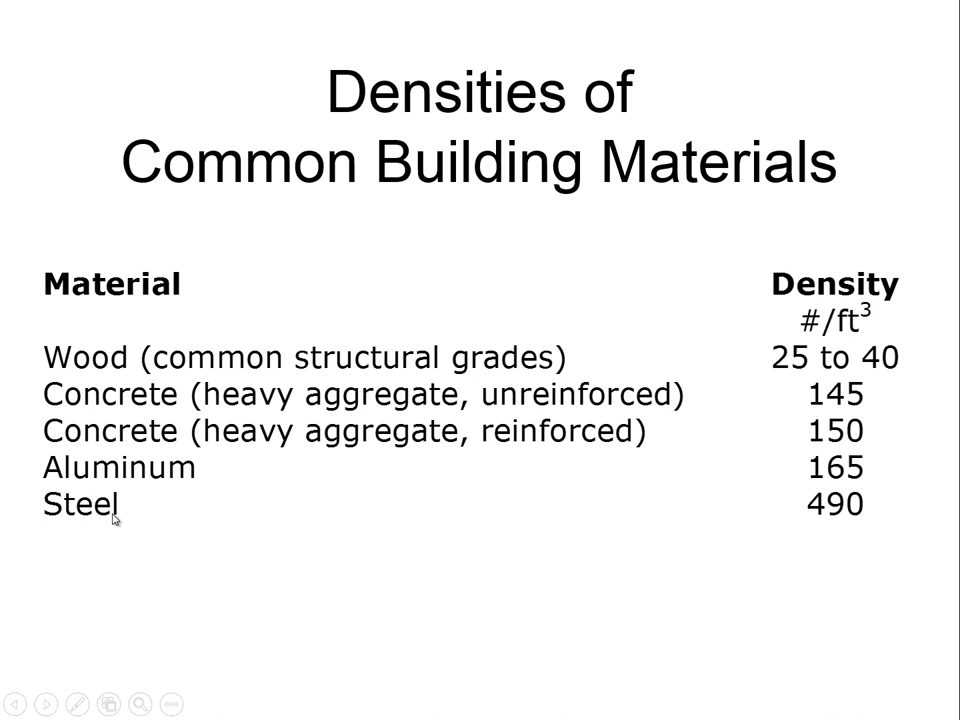 Densities of
Common Building Materials
Material Density
#/ft³
Wood (common structural grades) 25 to 40
Concrete (heavy aggregate, unreinforced) 145
Concrete (heavy aggregate, reinforced) 150
Aluminum 165
Steel 490